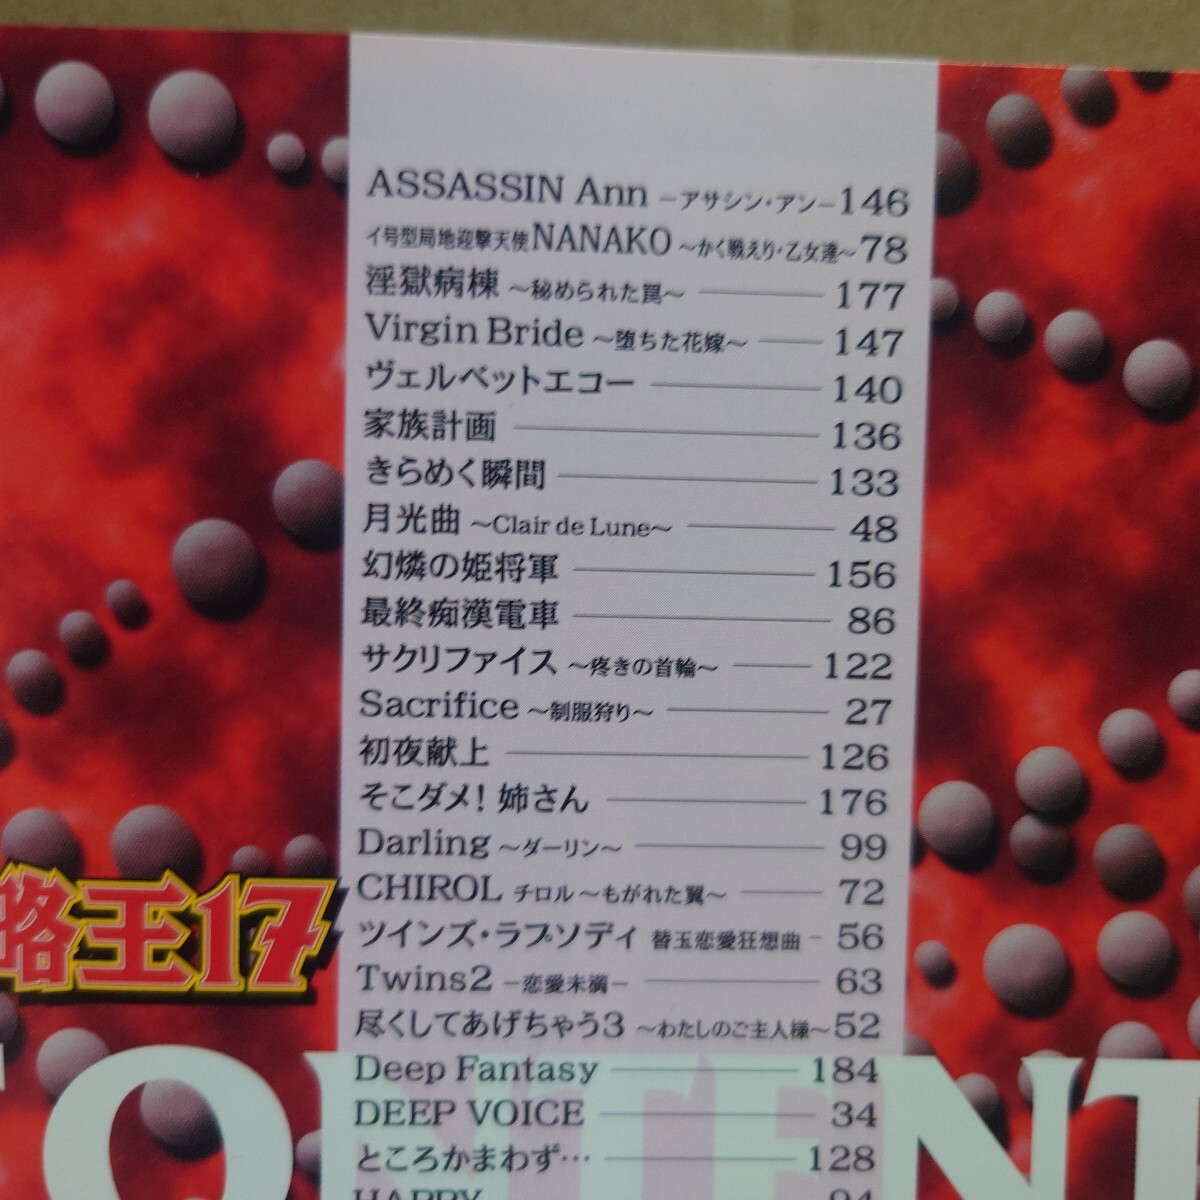 ASSASSIN Ann －アサシン・アン－146
イ号型局地迎撃天使NANAKO ～かく戦えり・乙女達～78
淫獄病棟 ～秘められた罠～ 177
Virgin Bride ～堕ちた花嫁～ 147
ヴェルベットエコー 140
家族計画 136
きらめく瞬間 133
月光曲 ～Clair de Lune～ 48
幻燐の姫将軍 156
最終痴漢電車 86
サクリファイス ～疼きの首輪～ 122
Sacrifice ～制服狩り～ 27
初夜献上 126
そこダメ！姉さん 176
Darling ～ダーリン～ 99
CHIROL チロル ～もがれた翼～ 72
ツインズ・ラプソディ 替玉恋愛狂想曲 56
Twins2 －恋愛未満－ 63
尽くしてあげちゃう3 ～わたしのご主人様～52
Deep Fantasy 184
DEEP VOICE 34
ところかまわず… 128
HAPPY 94
略王17
ONTENT